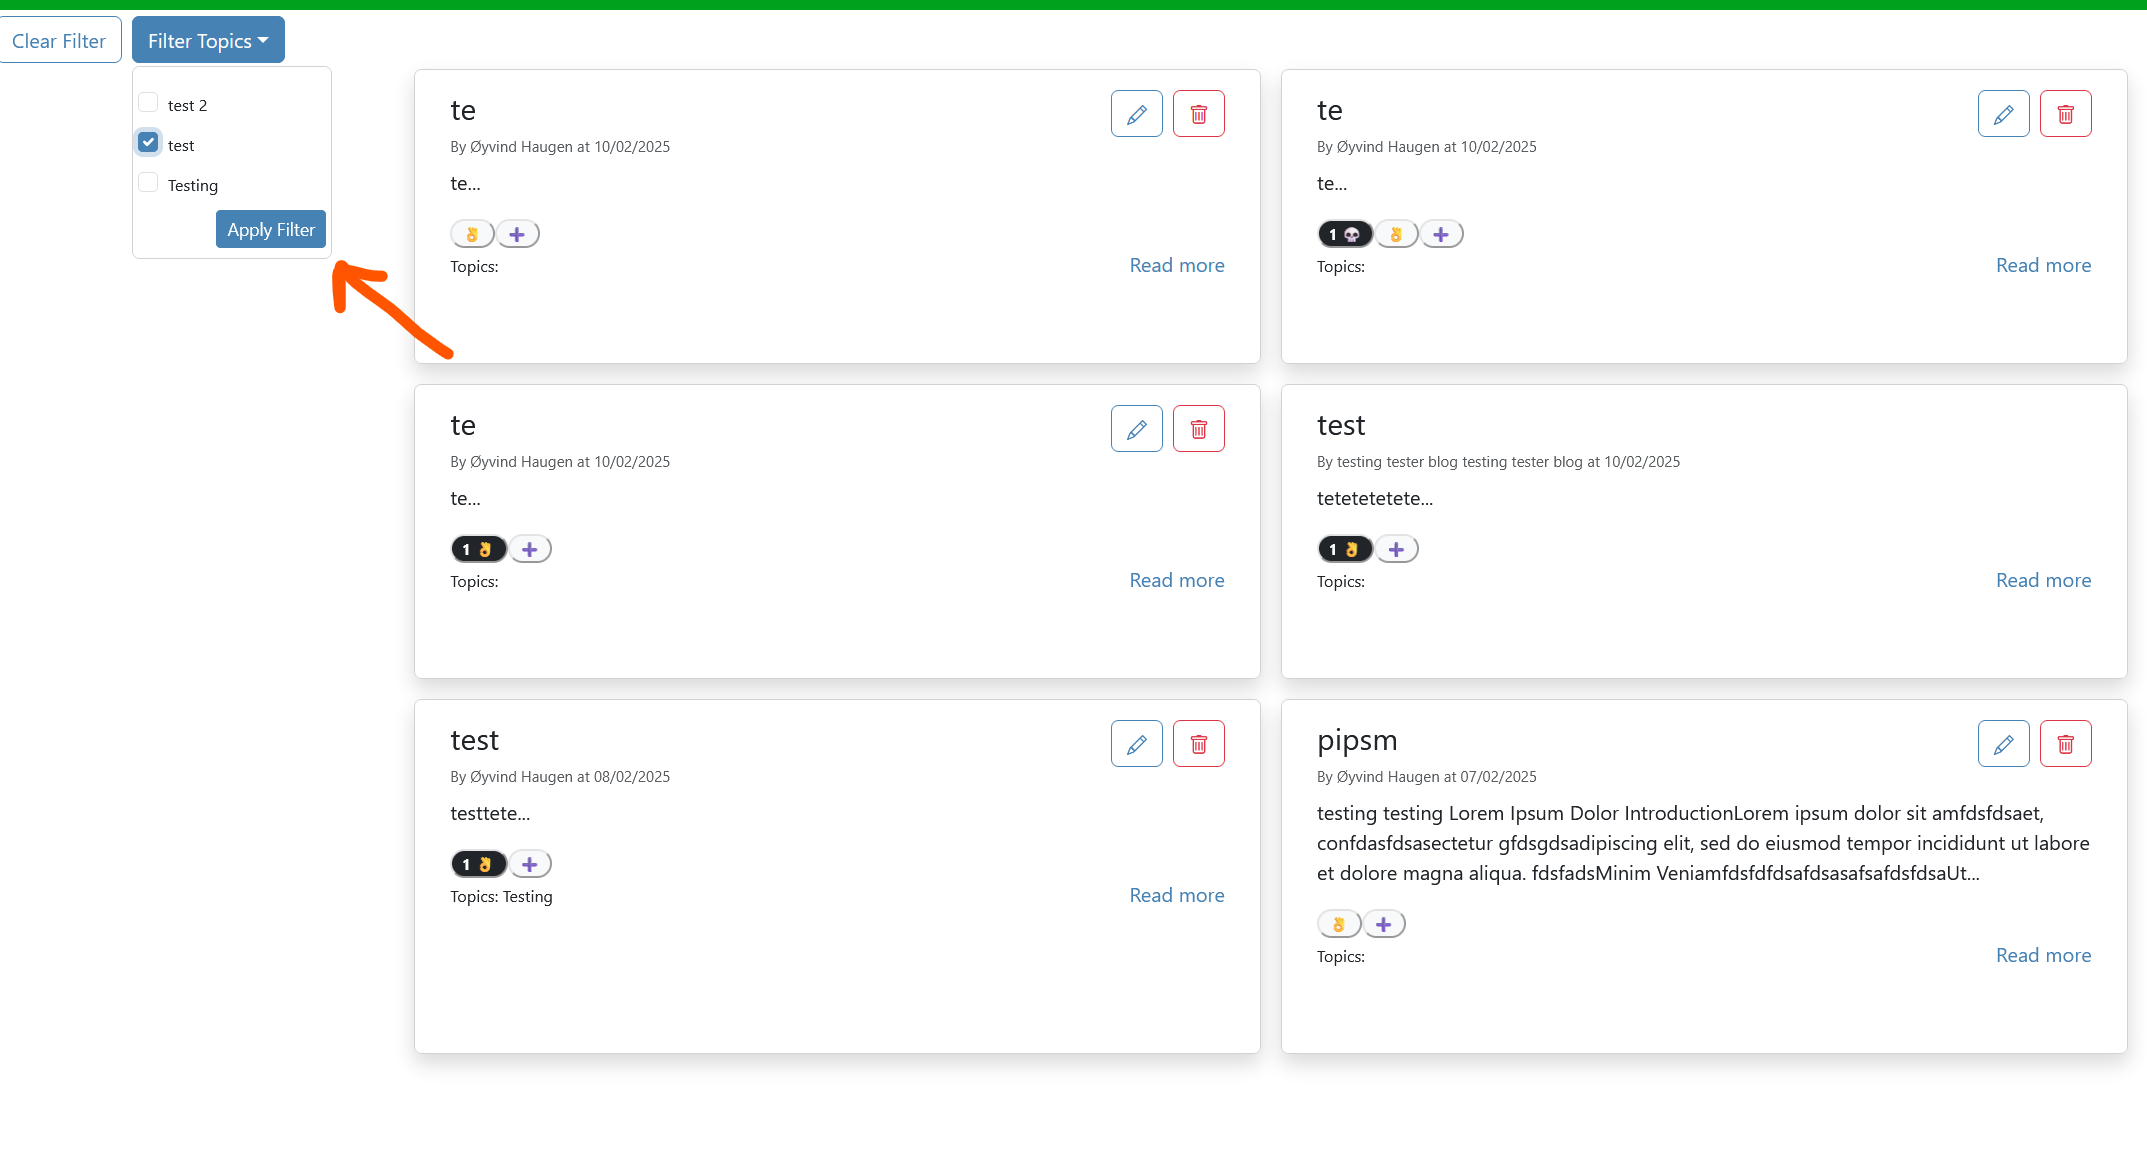 Clear Filter
Filter Topics
test 2
test
Testing
Apply Filter
te
By Øyvind Haugen at 10/02/2025
te...
Topics:
Read more
te
By Øyvind Haugen at 10/02/2025
te...
1
Topics:
Read more
te
By Øyvind Haugen at 10/02/2025
te...
1
Topics:
Read more
test
By testing tester blog testing tester blog at 10/02/2025
tetetetetete...
1
Topics:
Read more
test
By Øyvind Haugen at 08/02/2025
testtete...
1
Topics: Testing
Read more
pipsm
By Øyvind Haugen at 07/02/2025
testing testing Lorem Ipsum Dolor IntroductionLorem ipsum dolor sit amfdsfdsaet,
confdasfdsasectetur gfdsgdsadipiscing elit, sed do eiusmod tempor incididunt ut labore
et dolore magna aliqua. fdsfadsMinim VeniamfdsfdfdsafdsasafsafdsfdsaUt...
Topics:
Read more